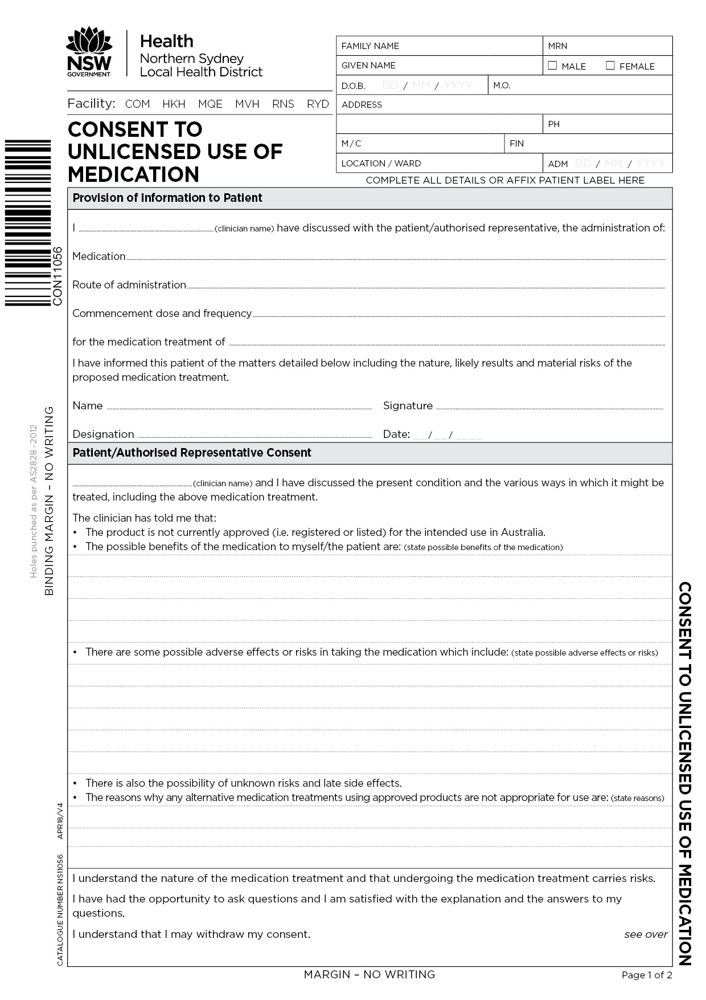 NSW
GOVERNMENT
Health
Northern Sydney
Local Health District
Facility: COM HKH MQE MVH RNS RYD
CONSENT TO
UNLICENSED USE OF
MEDICATION
FAMILY NAME MRN
GIVEN NAME ☐ MALE ☐ FEMALE
D.O.B. DD / MM / YYYY M.O.
ADDRESS
PH
M / C FIN
LOCATION / WARD ADM DD / MM / YYYY
COMPLETE ALL DETAILS OR AFFIX PATIENT LABEL HERE
Provision of Information to Patient
I ........ (clinician name) have discussed with the patient/authorised representative, the administration of:
Medication
Route of administration
Commencement dose and frequency
for the medication treatment of
I have informed this patient of the matters detailed below including the nature, likely results and material risks of the
proposed medication treatment.
Name Signature
Designation Date: __/__/____
Patient/Authorised Representative Consent
........ (clinician name) and I have discussed the present condition and the various ways in which it might be
treated, including the above medication treatment.
The clinician has told me that:
• The product is not currently approved (i.e. registered or listed) for the intended use in Australia.
• The possible benefits of the medication to myself/the patient are: (state possible benefits of the medication)
• There are some possible adverse effects or risks in taking the medication which include: (state possible adverse effects or risks)
• There is also the possibility of unknown risks and late side effects.
• The reasons why any alternative medication treatments using approved products are not appropriate for use are: (state reasons)
I understand the nature of the medication treatment and that undergoing the medication treatment carries risks.
I have had the opportunity to ask questions and I am satisfied with the explanation and the answers to my
questions.
I understand that I may withdraw my consent.
see over
MARGIN – NO WRITING
Page 1 of 2
CON11056
Holes punched as per AS2828 - 2012
BINDING MARGIN – NO WRITING
CATALOGUE NUMBER NS11056 APR18/V4
CONSENT TO UNLICENSED USE OF MEDICATION